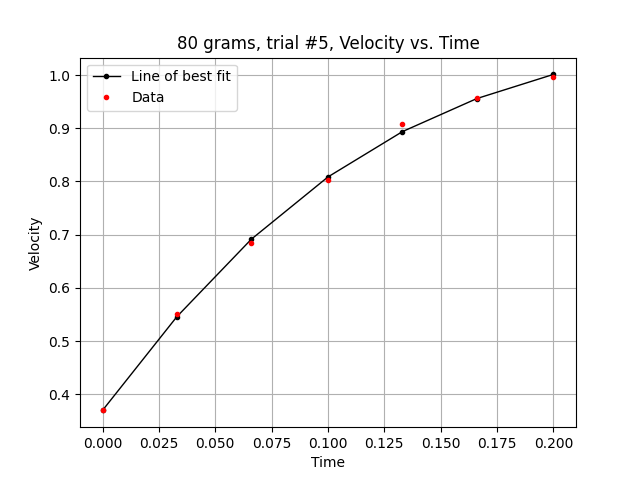 80 grams, trial #5, Velocity vs. Time
Line of best fit
Data
1.0
0.9
0.8
0.7
0.6
0.5
0.4
Velocity
0.000 0.025 0.050 0.075 0.100 0.125 0.150 0.175 0.200
Time